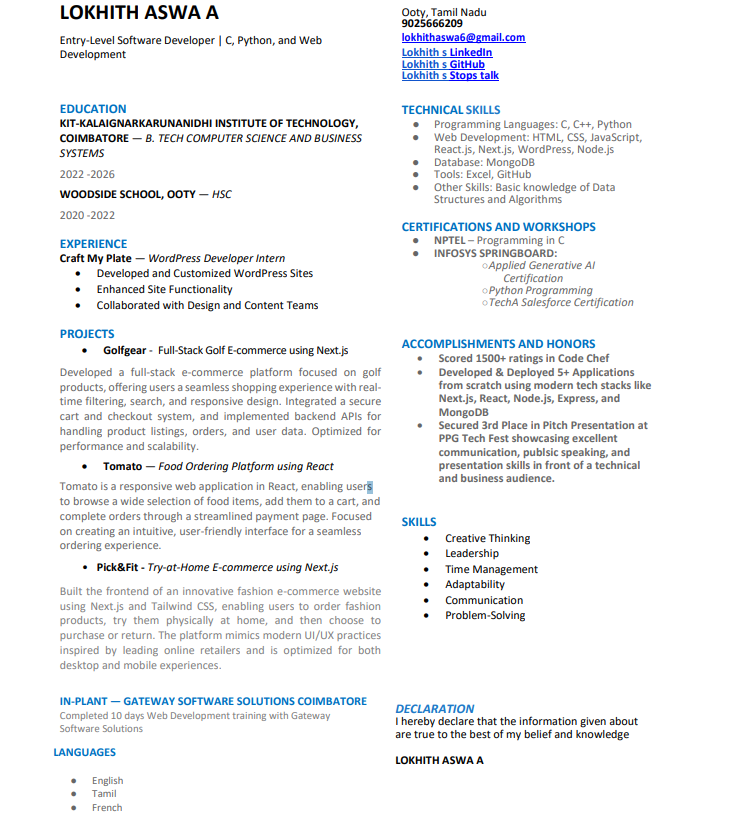 LOKHITH ASWA A
Entry-Level Software Developer | C, Python, and Web
Development
EDUCATION
KIT-KALAIGNARKARUNANIDHI INSTITUTE OF TECHNOLOGY,
COIMBATORE — B. TECH COMPUTER SCIENCE AND BUSINESS
SYSTEMS
2022 -2026
WOODSIDE SCHOOL, OOTY — HSC
2020 -2022
EXPERIENCE
Craft My Plate — WordPress Developer Intern
● Developed and Customized WordPress Sites
● Enhanced Site Functionality
● Collaborated with Design and Content Teams
PROJECTS
● Golfgear - Full-Stack Golf E-commerce using Next.js
Developed a full-stack e-commerce platform focused on golf
products, offering users a seamless shopping experience with real-
time filtering, search, and responsive design. Integrated a secure
cart and checkout system, and implemented backend APIs for
handling product listings, orders, and user data. Optimized for
performance and scalability.
● Tomato — Food Ordering Platform using React
Tomato is a responsive web application in React, enabling users
to browse a wide selection of food items, add them to a cart, and
complete orders through a streamlined payment page. Focused
on creating an intuitive, user-friendly interface for a seamless
ordering experience.
• Pick&Fit - Try-at-Home E-commerce using Next.js
Built the frontend of an innovative fashion e-commerce website
using Next.js and Tailwind CSS, enabling users to order fashion
products, try them physically at home, and then choose to
purchase or return. The platform mimics modern UI/UX practices
inspired by leading online retailers and is optimized for both
desktop and mobile experiences.
IN-PLANT — GATEWAY SOFTWARE SOLUTIONS COIMBATORE
Completed 10 days Web Development training with Gateway
Software Solutions
LANGUAGES
● English
● Tamil
● French
Ooty, Tamil Nadu
9025666209
lokhithaswa6@gmail.com
Lokhith s LinkedIn
Lokhith s GitHub
Lokhith s Stops talk
TECHNICAL SKILLS
● Programming Languages: C, C++, Python
● Web Development: HTML, CSS, JavaScript,
React.js, Next.js, WordPress, Node.js
● Database: MongoDB
● Tools: Excel, GitHub
● Other Skills: Basic knowledge of Data
Structures and Algorithms
CERTIFICATIONS AND WORKSHOPS
● NPTEL – Programming in C
● INFOSYS SPRINGBOARD:
○Applied Generative AI
Certification
○Python Programming
○TechA Salesforce Certification
ACCOMPLISHMENTS AND HONORS
● Scored 1500+ ratings in Code Chef
● Developed & Deployed 5+ Applications
from scratch using modern tech stacks like
Next.js, React, Node.js, Express, and
MongoDB
● Secured 3rd Place in Pitch Presentation at
PPG Tech Fest showcasing excellent
communication, publsic speaking, and
presentation skills in front of a technical
and business audience.
SKILLS
● Creative Thinking
● Leadership
● Time Management
● Adaptability
● Communication
● Problem-Solving
DECLARATION
I hereby declare that the information given about
are true to the best of my belief and knowledge
LOKHITH ASWA A